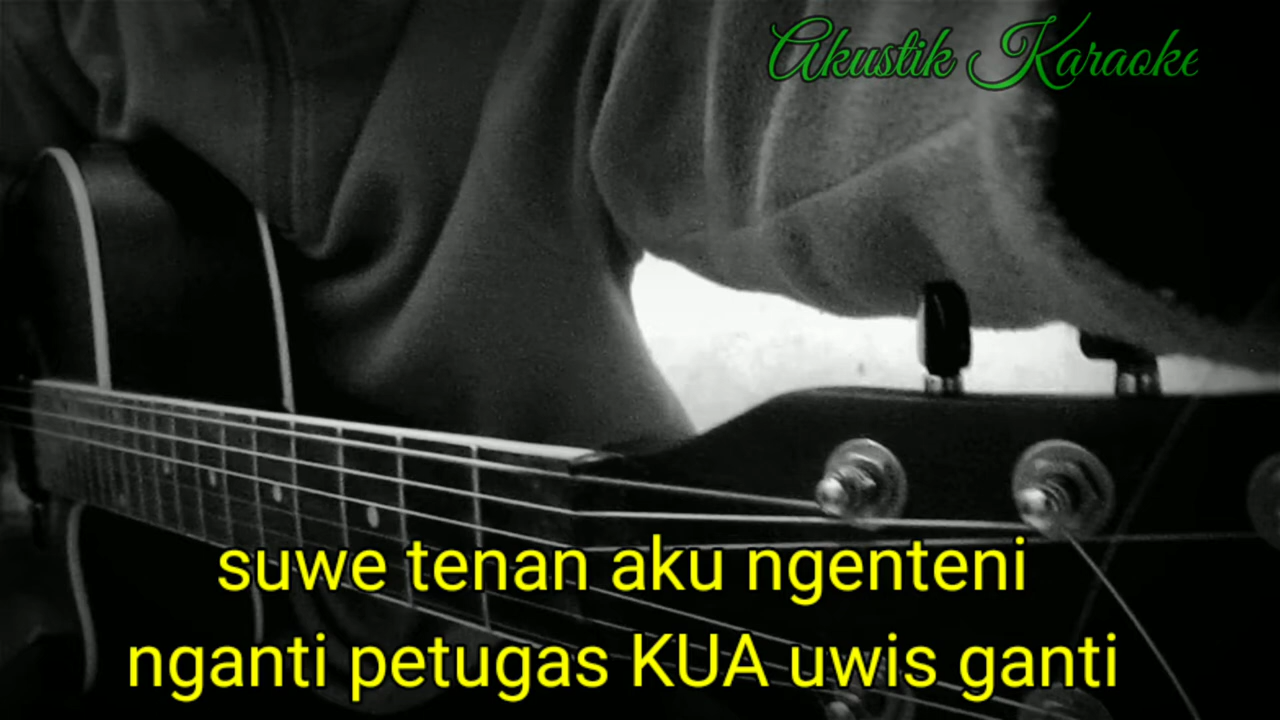 Akustik Karaoke
suwe tenan aku ngenteni
nganti petugas KUA uwis ganti